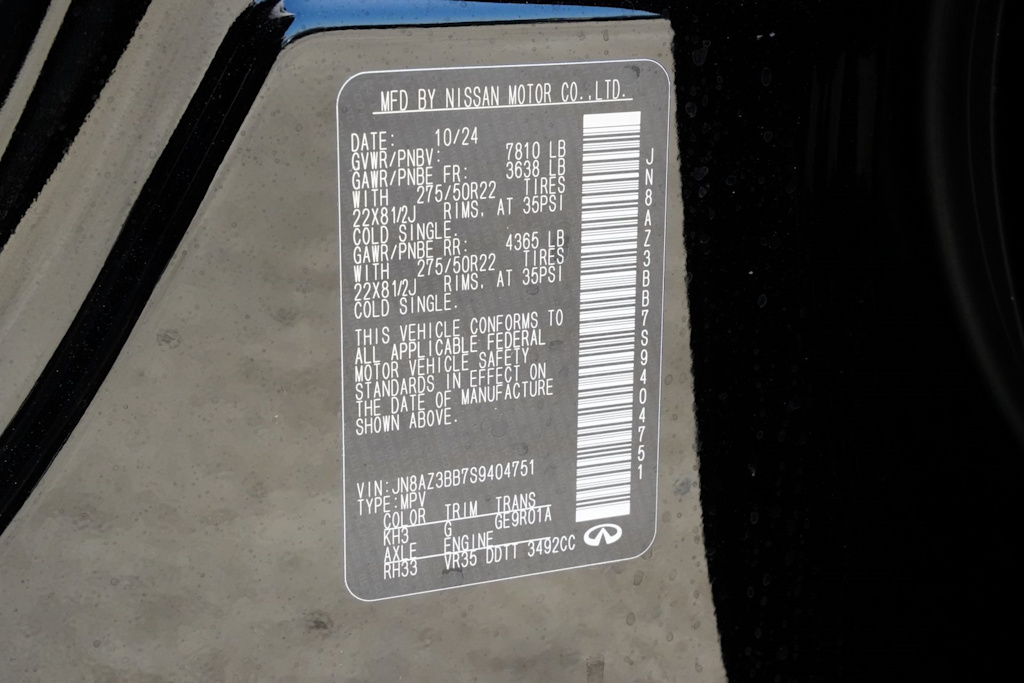 MFD BY NISSAN MOTOR CO.,LTD.
DATE: 10/24
GVWR/PNBV: 7810 LB
GAWR/PNBE FR: 3638 LB
WITH 275/50R22 TIRES
22X81/2J RIMS, AT 35PSI
COLD SINGLE.
GAWR/PNBE RR: 4365 LB
WITH 275/50R22 TIRES
22X81/2J RIMS, AT 35PSI
COLD SINGLE.
THIS VEHICLE CONFORMS TO
ALL APPLICABLE FEDERAL
MOTOR VEHICLE SAFETY
STANDARDS IN EFFECT ON
THE DATE OF MANUFACTURE
SHOWN ABOVE.
VIN:JN8AZ3BB7S9404751
TYPE:MPV
COLOR TRIM TRANS
KH3 G GE9R01A
AXLE ENGINE
RH33 VR35 DDTT 3492CC
JN8AZ3BB7S9404751